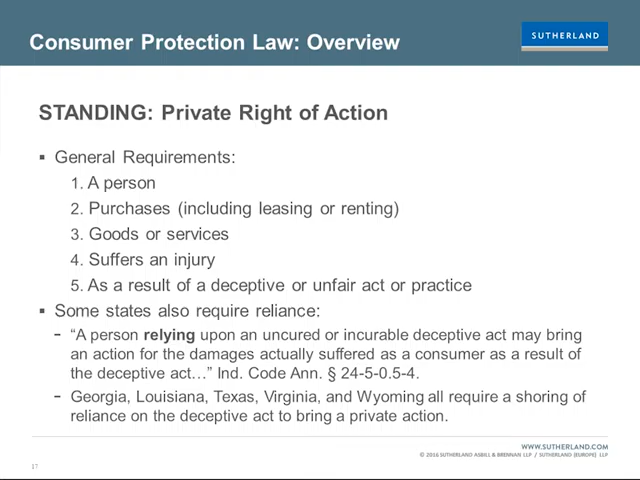 Consumer Protection Law: Overview
SUTHERLAND
STANDING: Private Right of Action
▪ General Requirements:
1. A person
2. Purchases (including leasing or renting)
3. Goods or services
4. Suffers an injury
5. As a result of a deceptive or unfair act or practice
▪ Some states also require reliance:
- “A person relying upon an uncured or incurable deceptive act may bring
an action for the damages actually suffered as a consumer as a result of
the deceptive act…” Ind. Code Ann. § 24-5-0.5-4.
- Georgia, Louisiana, Texas, Virginia, and Wyoming all require a shoring of
reliance on the deceptive act to bring a private action.
WWW.SUTHERLAND.COM
© 2016 SUTHERLAND ASBILL & BRENNAN LLP / SUTHERLAND (EUROPE) LLP
17